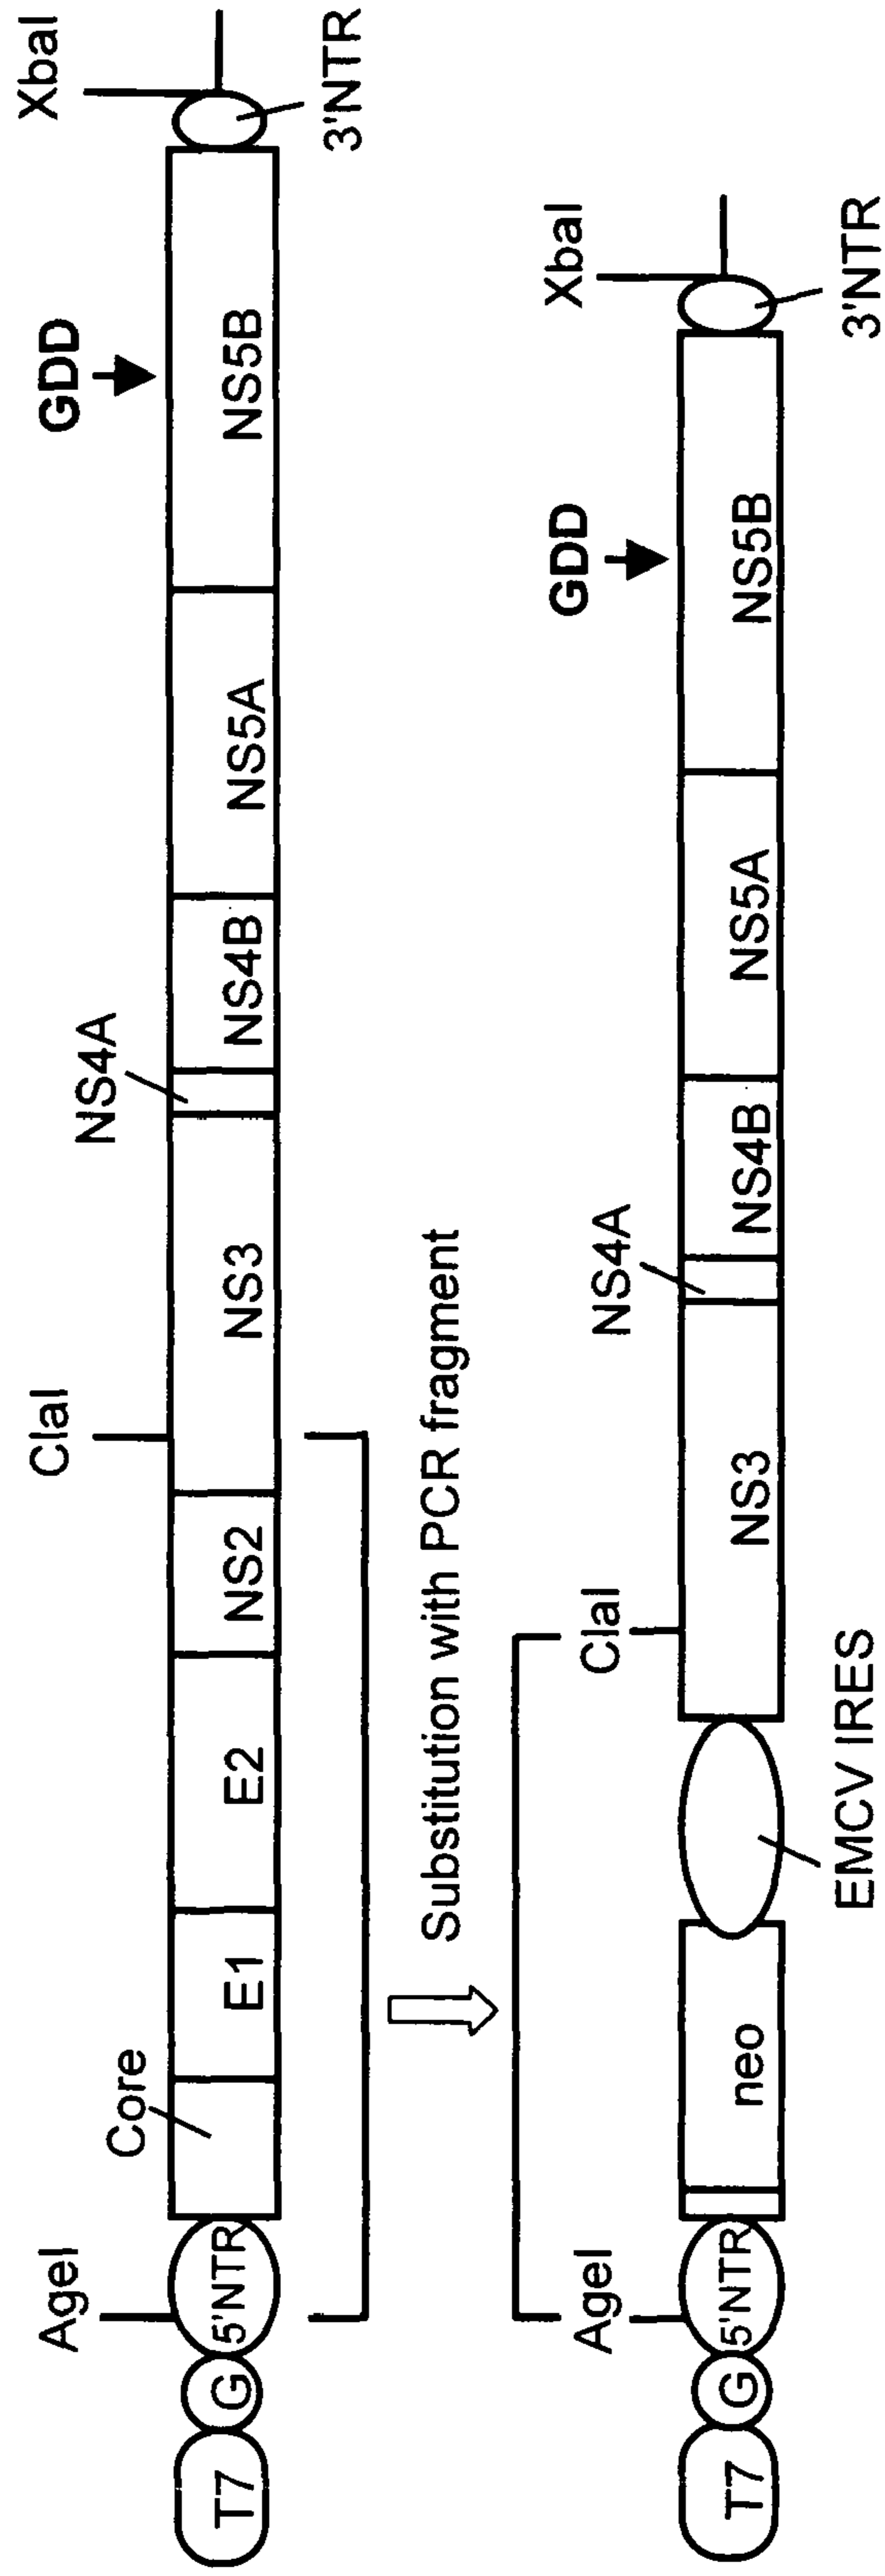 T7
G
5'NTR
AgeI
Core
E1
E2
NS2
ClaI
NS3
NS4A
NS4B
NS5A
GDD
NS5B
XbaI
3'NTR
Substitution with PCR fragment
T7
G
5'NTR
AgeI
neo
EMCV IRES
ClaI
NS3
NS4A
NS4B
NS5A
GDD
NS5B
XbaI
3'NTR